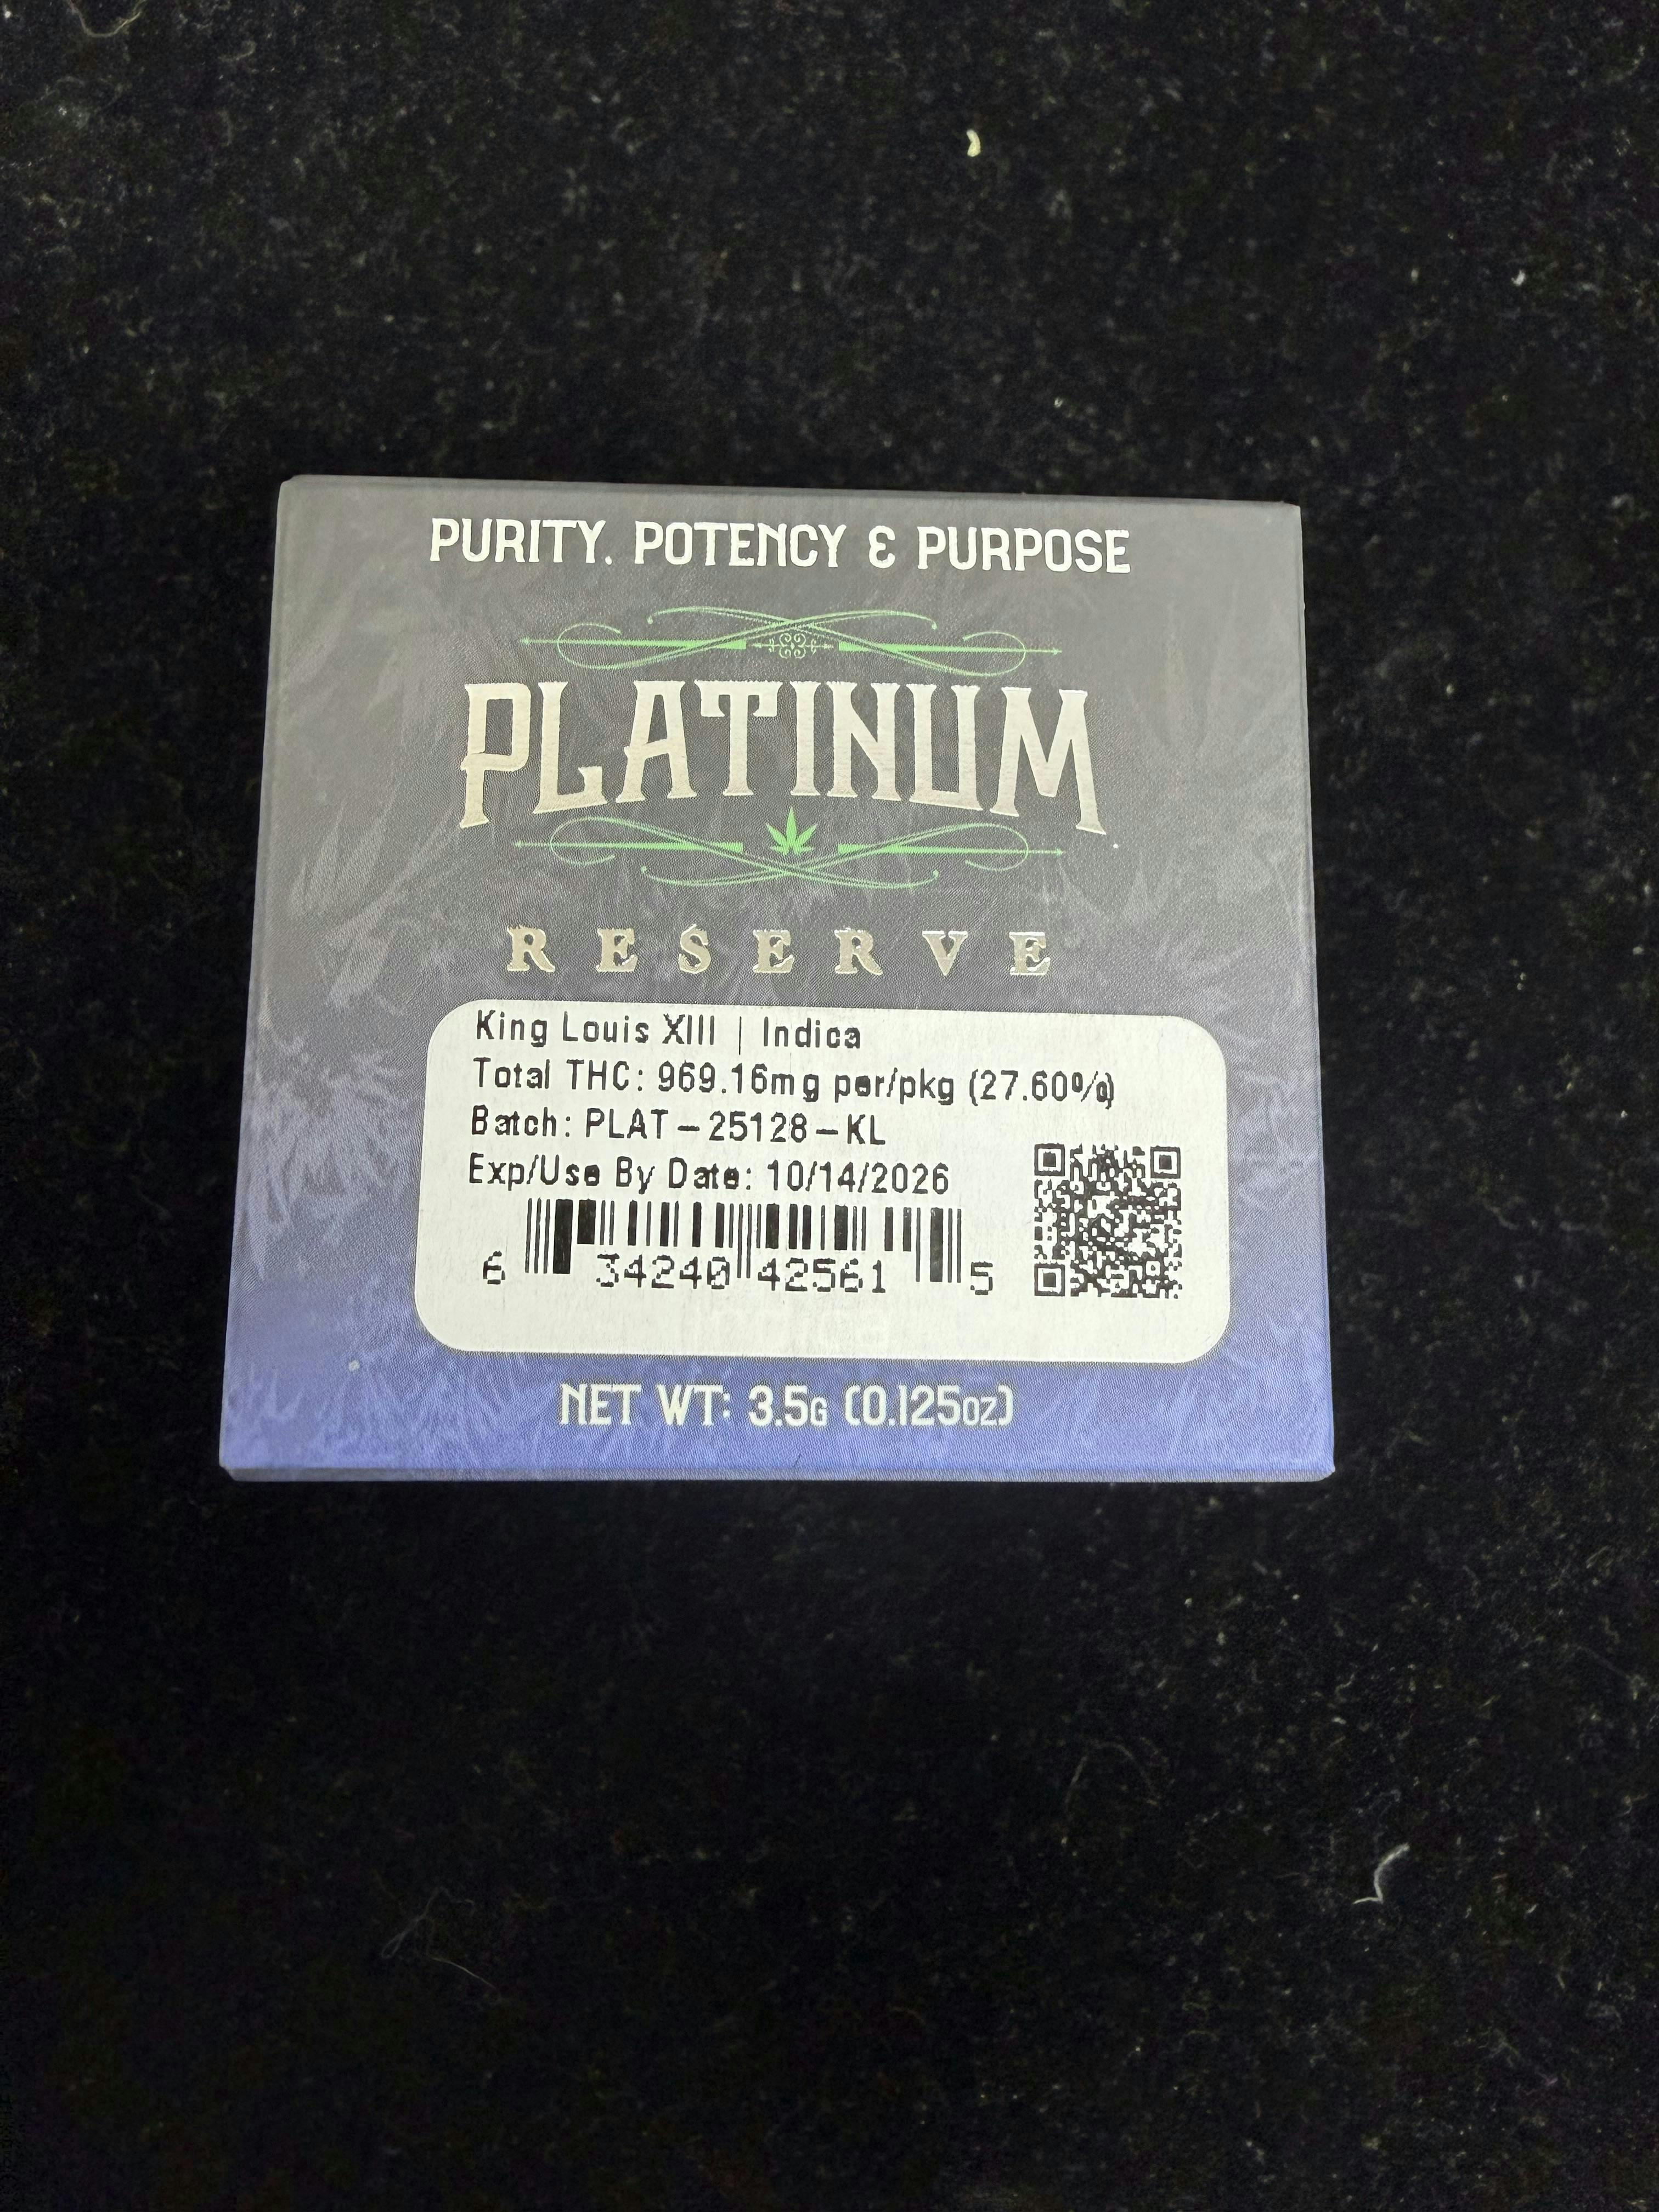 PURITY. POTENCY & PURPOSE
PLATINUM
RESERVE
King Louis XIII | Indica
Total THC: 969.16mg per/pkg (27.60%)
Batch: PLAT-25128-KL
Exp/Use By Date: 10/14/2026
6 34240 42561 5
NET WT: 3.5G (0.125OZ)